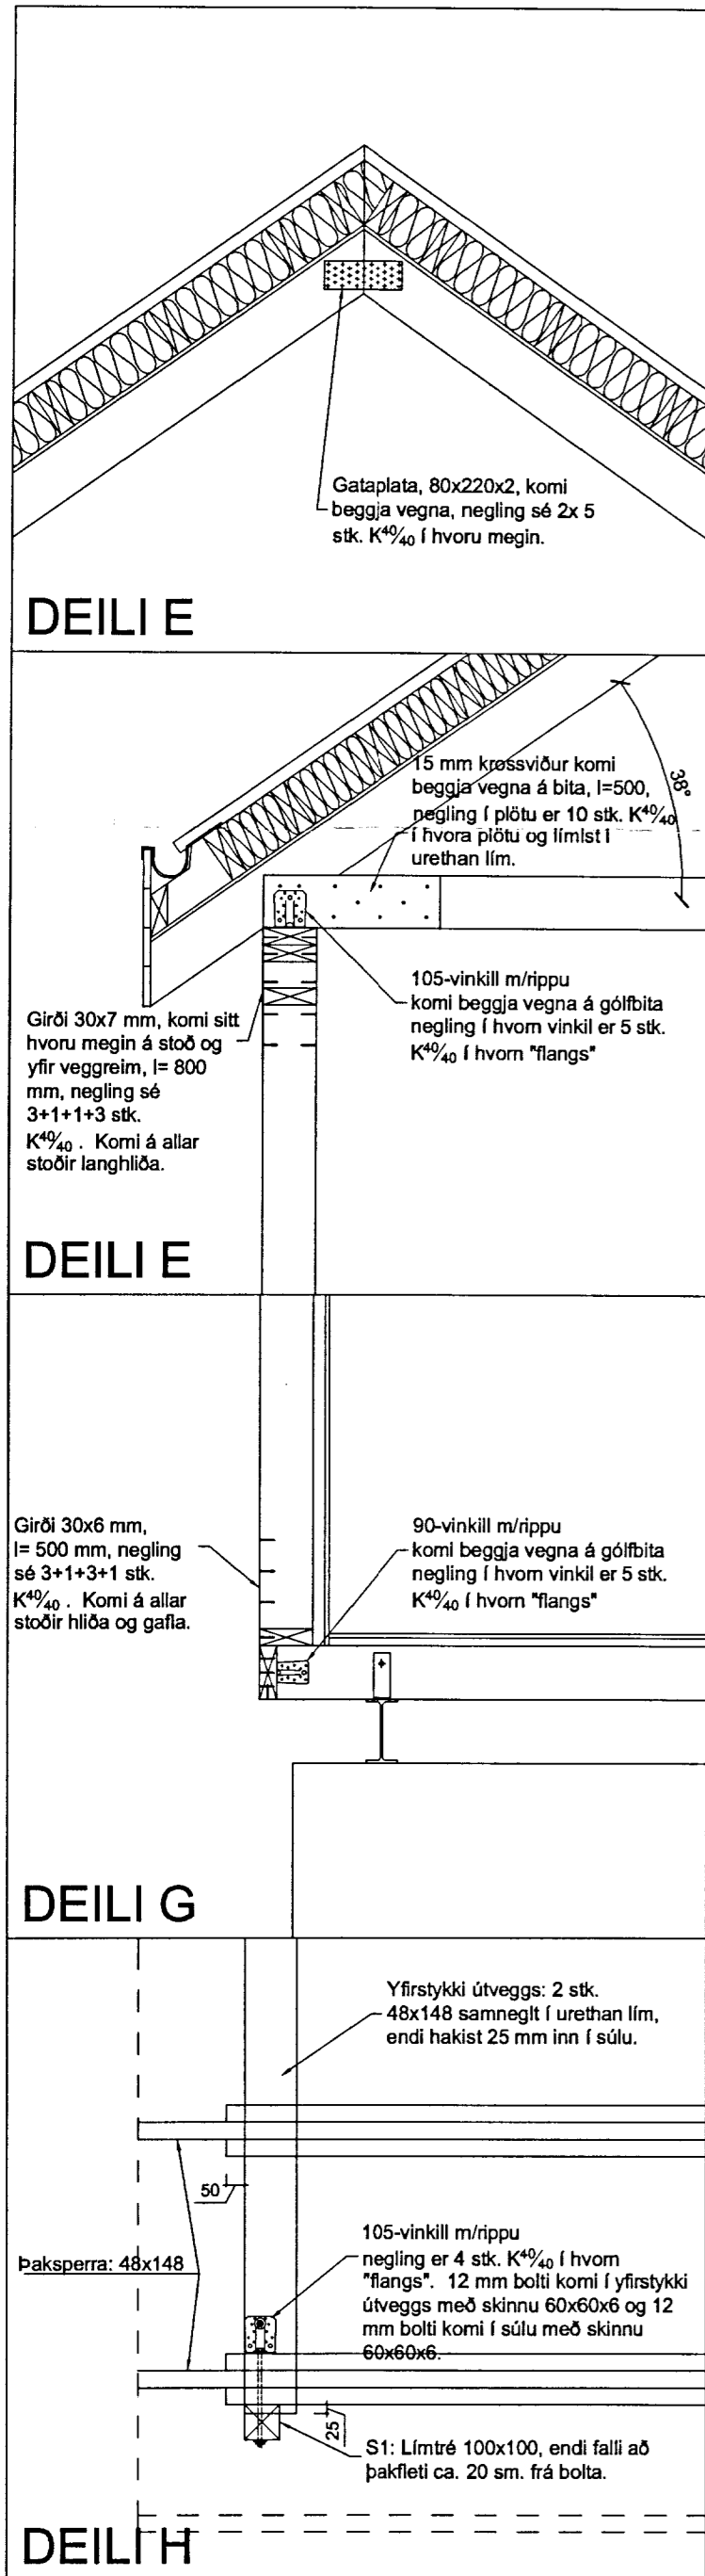 Gataplata, 80x220x2, komi
beggja vegna, negling sé 2x 5
stk. K40/40 í hvoru megin.
DEILI E
15 mm krossviður komi
beggja vegna á bita, l=500,
negling í plötu er 10 stk. K40/40
í hvora plötu og límist í
urethan lím.
38°
105-vinkill m/rippu
komi beggja vegna á gólfbita
negling í hvorn vinkil er 5 stk.
K40/40 í hvorn "flangs"
Girði 30x7 mm, komi sitt
hvoru megin á stoð og
yfir veggreim, l= 800
mm, negling sé
3+1+1+3 stk.
K40/40 . Komi á allar
stoðir langhliða.
DEILI E
Girði 30x6 mm,
l= 500 mm, negling
sé 3+1+3+1 stk.
K40/40 . Komi á allar
stoðir hliða og gafla.
90-vinkill m/rippu
komi beggja vegna á gólfbita
negling í hvorn vinkil er 5 stk.
K40/40 í hvorn "flangs"
DEILI G
Yfirstykki útveggs: 2 stk.
48x148 samneglt í urethan lím,
endi hakist 25 mm inn í súlu.
50
Þaksperra: 48x148
105-vinkill m/rippu
negling er 4 stk. K40/40 í hvorn
"flangs". 12 mm bolti komi í yfirstykki
útveggs með skinnu 60x60x6 og 12
mm bolti komi í súlu með skinnu
60x60x6.
25
S1: Límtré 100x100, endi falli að
þakfleti ca. 20 sm. frá bolta.
DEILI H